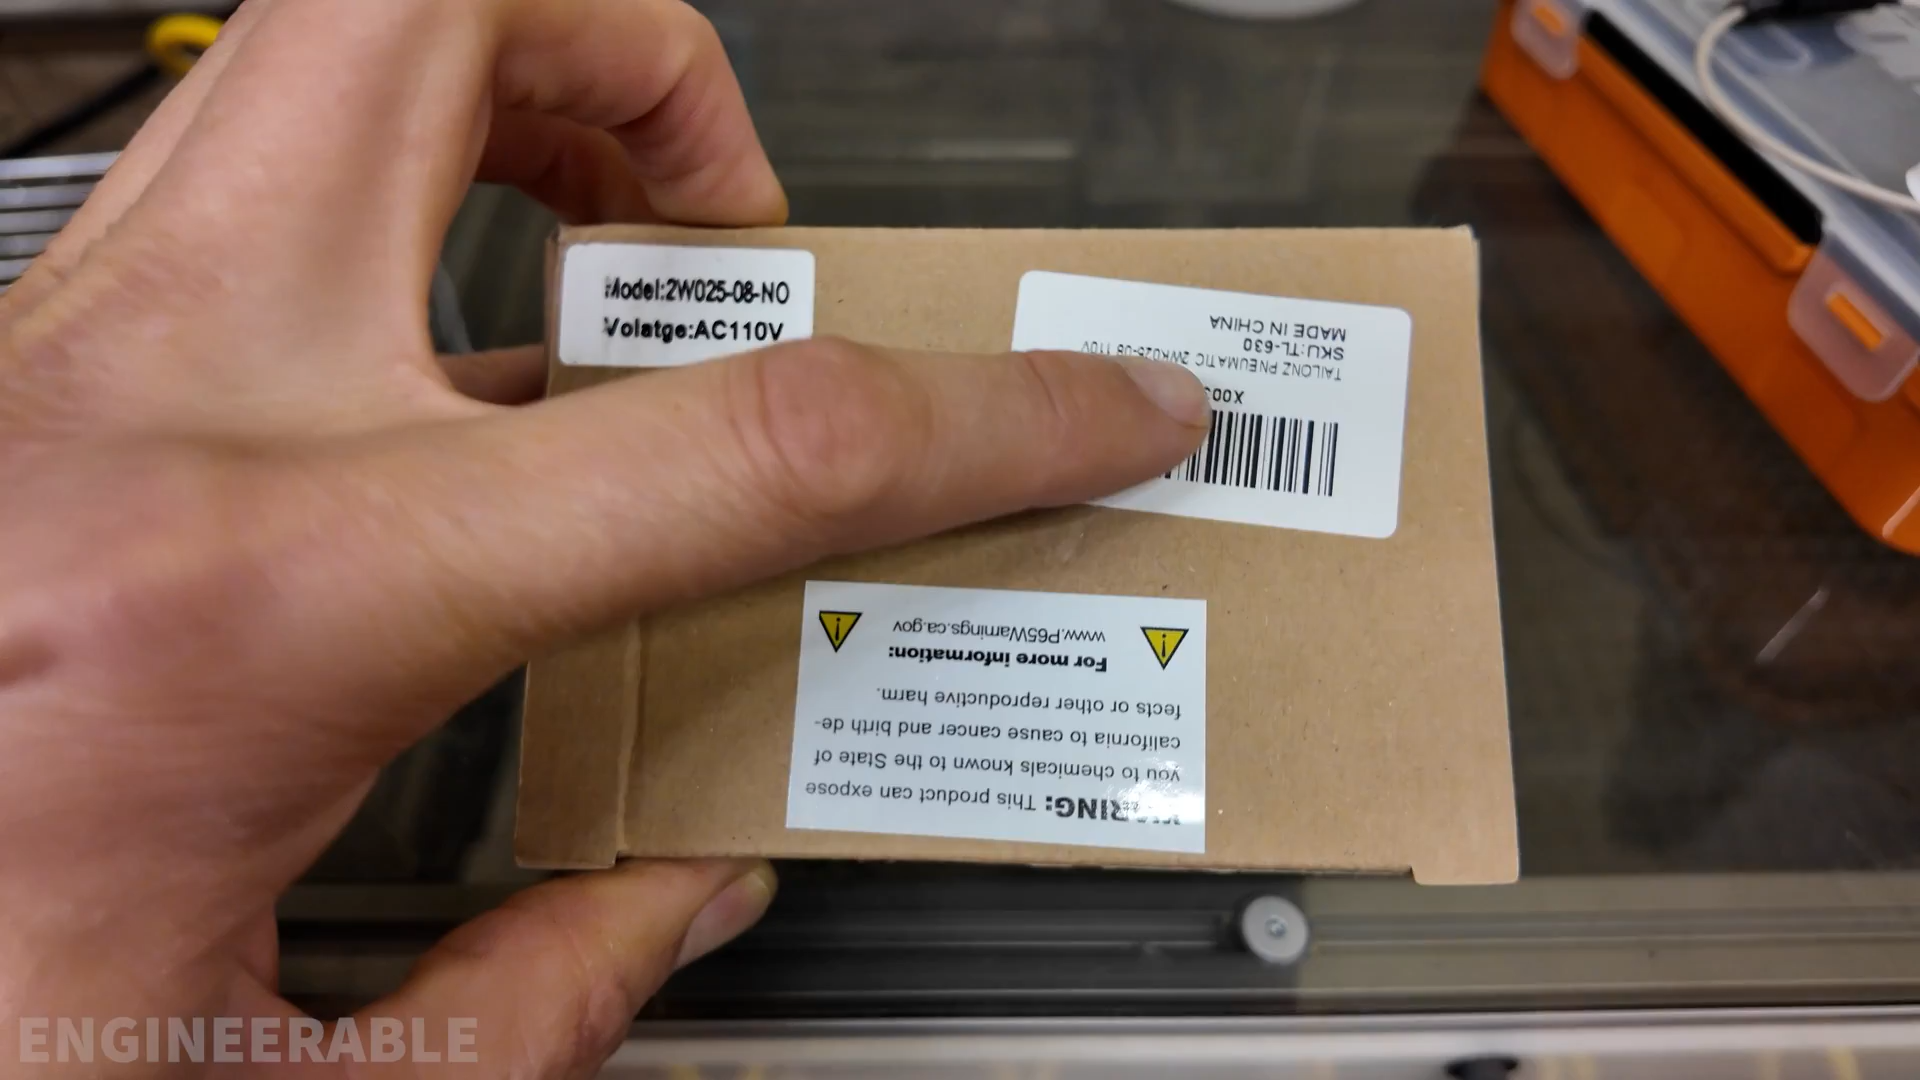 Model:2W025-08-NO
Volatge:AC110V
X00
TAILONZ PNEUMATIC 2WK025-08 110V
SKU:TL-630
MADE IN CHINA
WARING: This product can expose
you to chemicals known to the State of
california to cause cancer and birth de-
fects or other reproductive harm.
For more information:
www.P65Warnings.ca.gov
ENGINEERABLE